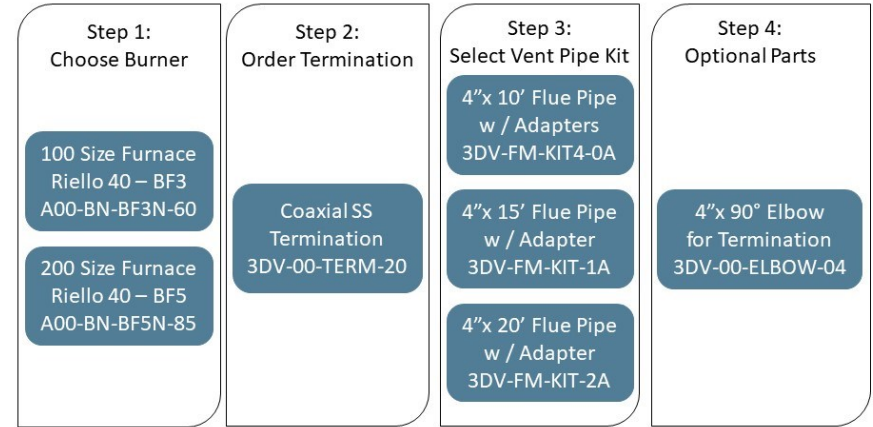 Step 1:
Choose Burner
100 Size Furnace
Riello 40 – BF3
A00-BN-BF3N-60
200 Size Furnace
Riello 40 – BF5
A00-BN-BF5N-85
Step 2:
Order Termination
Coaxial SS
Termination
3DV-00-TERM-20
Step 3:
Select Vent Pipe Kit
4”x 10’ Flue Pipe
w / Adapters
3DV-FM-KIT4-0A
4”x 15’ Flue Pipe
w / Adapter
3DV-FM-KIT-1A
4”x 20’ Flue Pipe
w / Adapter
3DV-FM-KIT-2A
Step 4:
Optional Parts
4”x 90° Elbow
for Termination
3DV-00-ELBOW-04